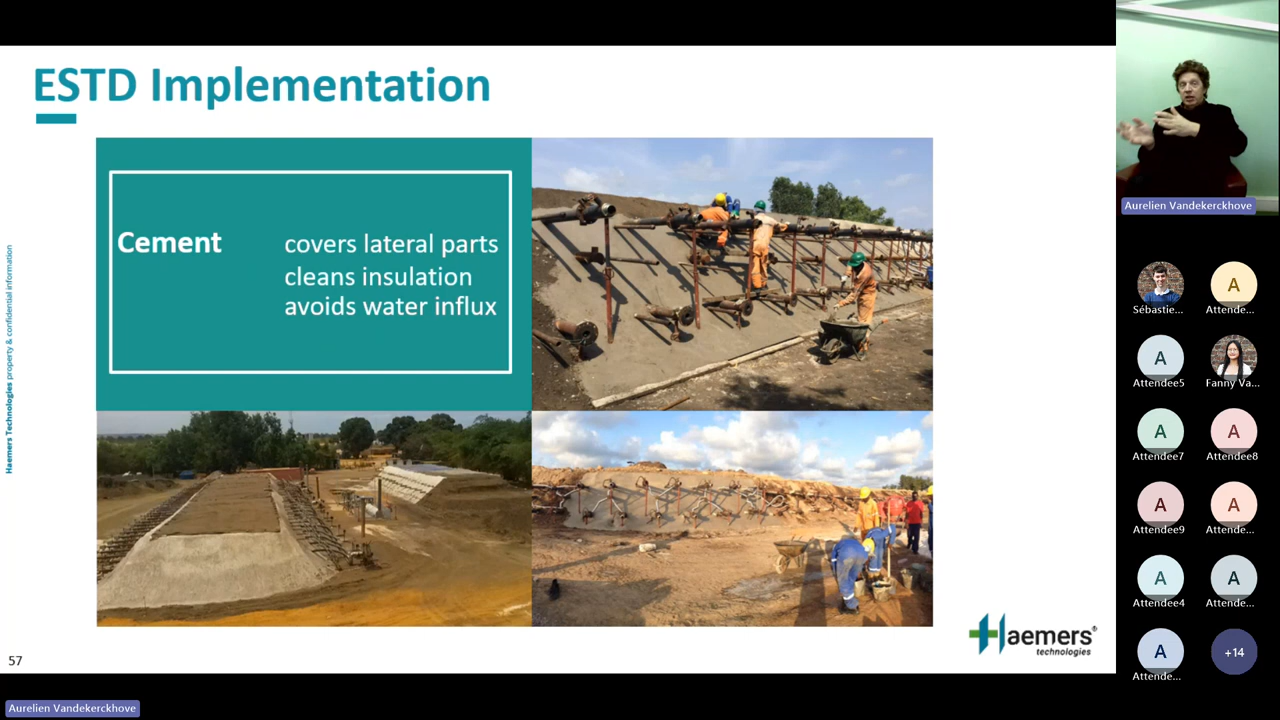 ESTD Implementation
Cement
covers lateral parts
cleans insulation
avoids water influx
Haemers Technologies property & confidential information
57
Haemers®
technologies
Aurelien Vandekerckhove
Aurelien Vandekerckhove
Sébastie...
A
Attende...
A
Attendee5
Fanny Va...
A
Attendee7
A
Attendee8
A
Attendee9
A
Attende...
A
Attendee4
A
Attende...
A
Attende...
+14